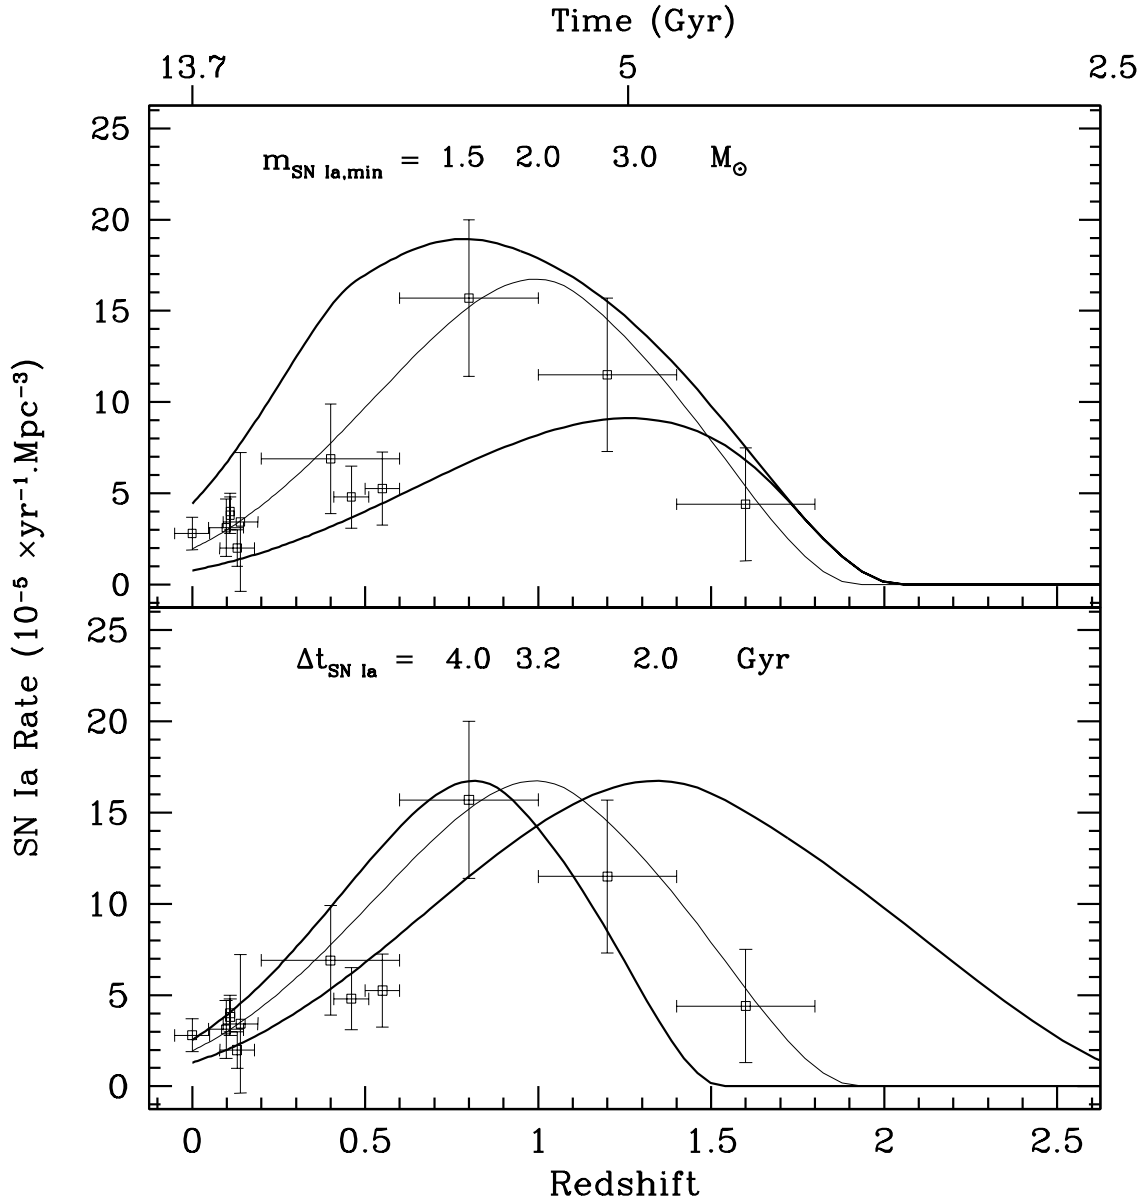 Time (Gyr)
13.7 5 2.5
25
m_SN Ia,min = 1.5 2.0 3.0 M_⊙
20
15
10
5
0
SN Ia Rate (10⁻⁵ ×yr⁻¹.Mpc⁻³)
25
Δt_SN Ia = 4.0 3.2 2.0 Gyr
20
15
10
5
0
0 0.5 1 1.5 2 2.5
Redshift